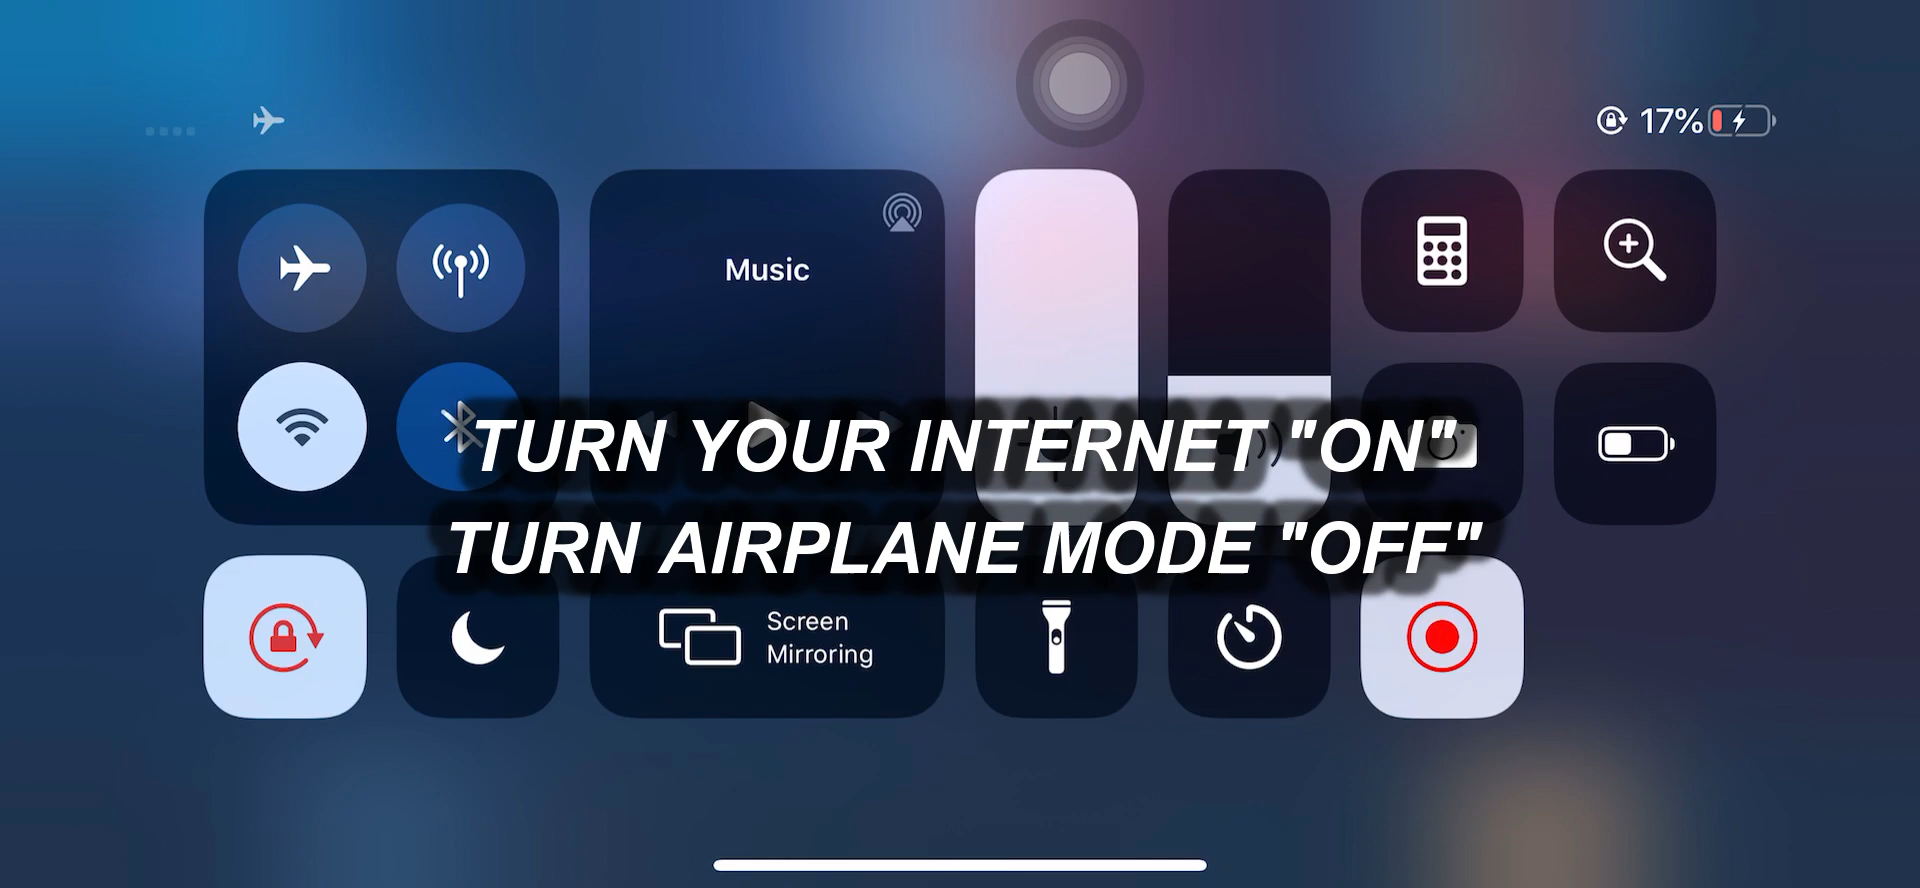 17%
Music
TURN YOUR INTERNET "ON"
TURN AIRPLANE MODE "OFF"
Screen
Mirroring